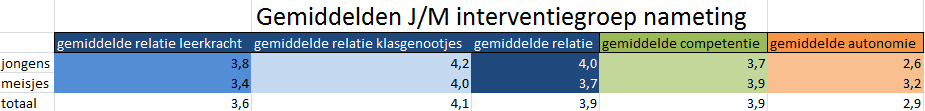 Gemiddelden J/M interventiegroep nameting
gemiddelde relatie leerkracht gemiddelde relatie klasgenootjes gemiddelde relatie gemiddelde competentie gemiddelde autonomie
jongens 3,8 4,2 4,0 3,7 2,6
meisjes 3,4 4,0 3,7 3,9 3,2
totaal 3,6 4,1 3,9 3,9 2,9